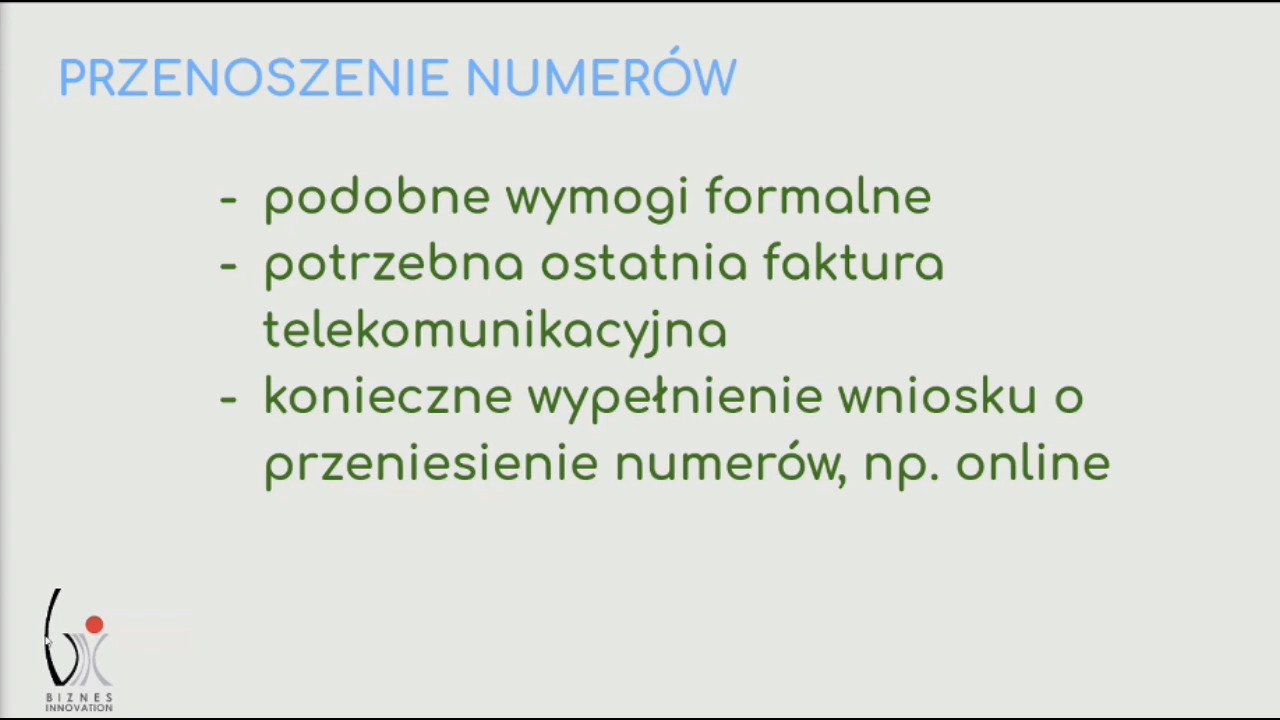 PRZENOSZENIE NUMERÓW
- podobne wymogi formalne
- potrzebna ostatnia faktura
telekomunikacyjna
- konieczne wypełnienie wniosku o
przeniesienie numerów, np. online
BIZNES
INNOVATION